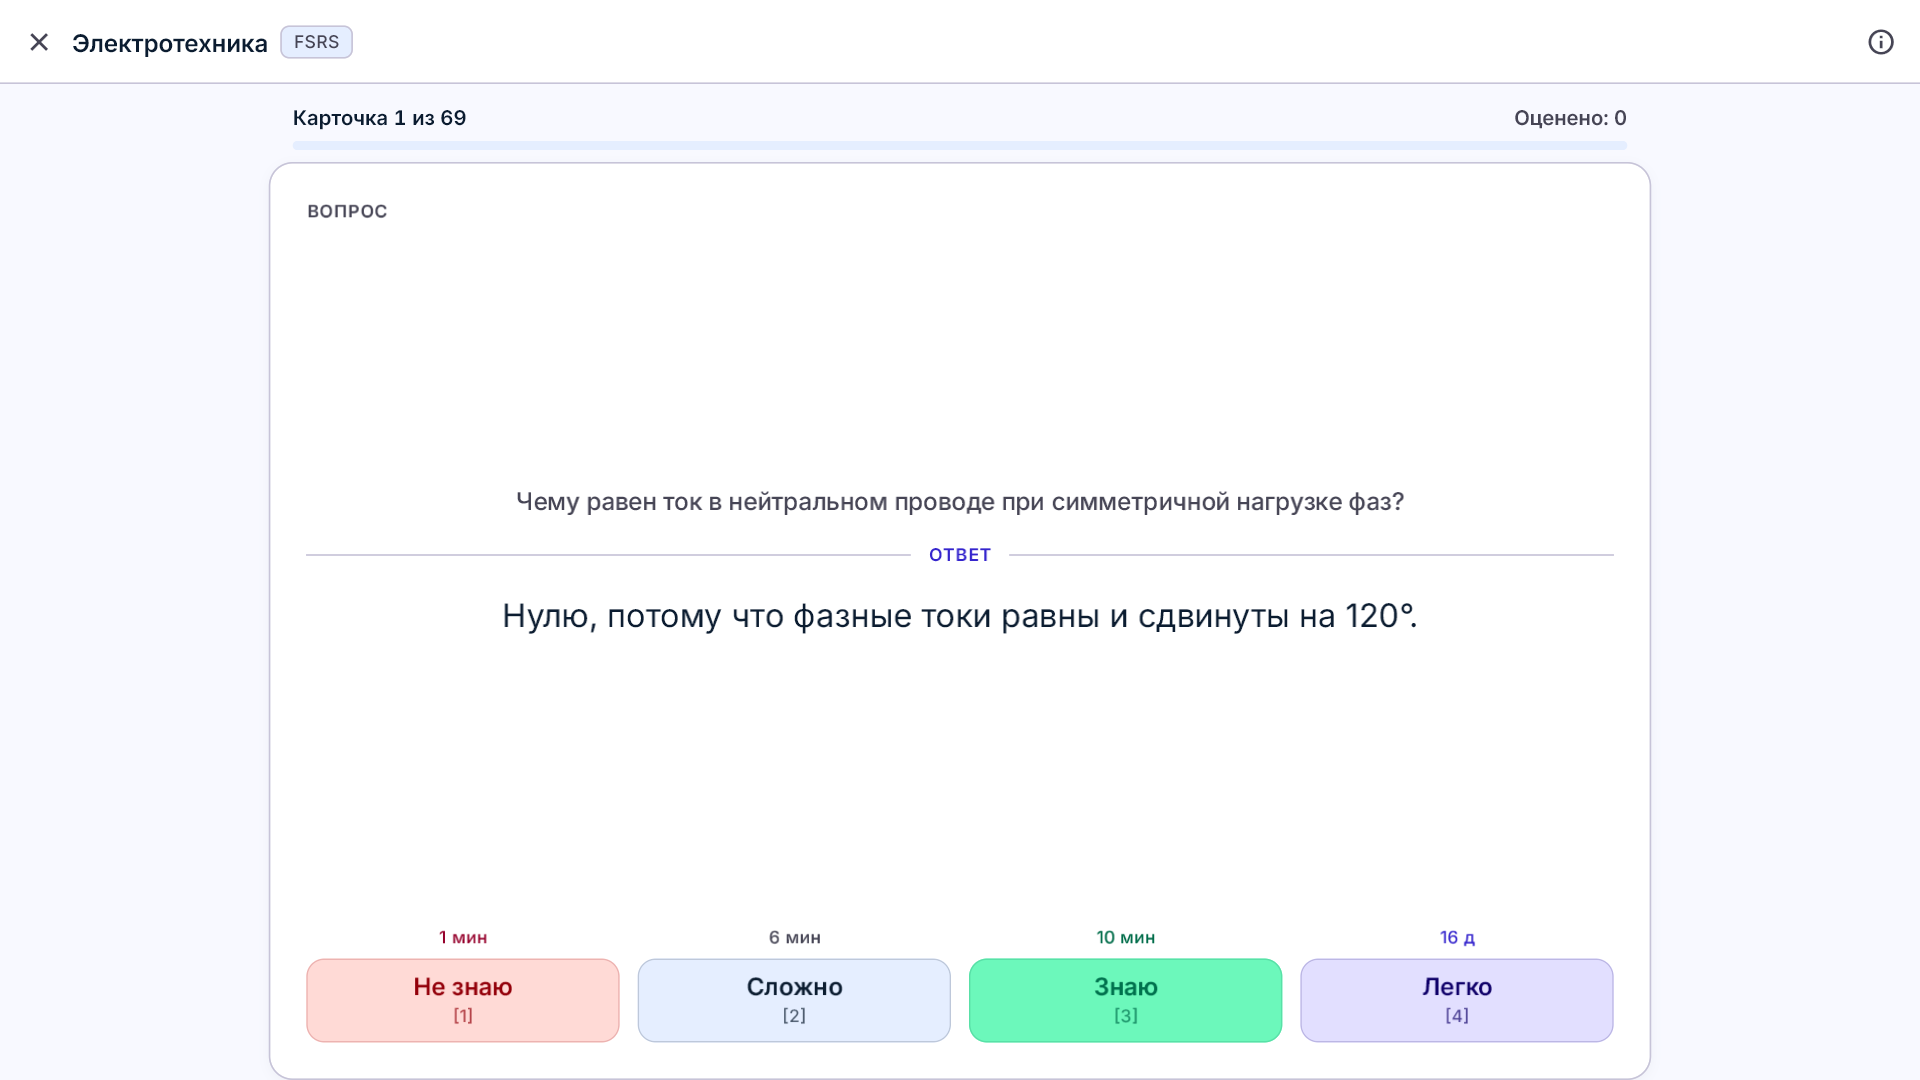 Электротехника FSRS
Карточка 1 из 69
Оценено: 0
ВОПРОС
Чему равен ток в нейтральном проводе при симметричной нагрузке фаз?
ОТВЕТ
Нулю, потому что фазные токи равны и сдвинуты на 120°.
1 мин
6 мин
10 мин
16 д
Не знаю
[1]
Сложно
[2]
Знаю
[3]
Легко
[4]